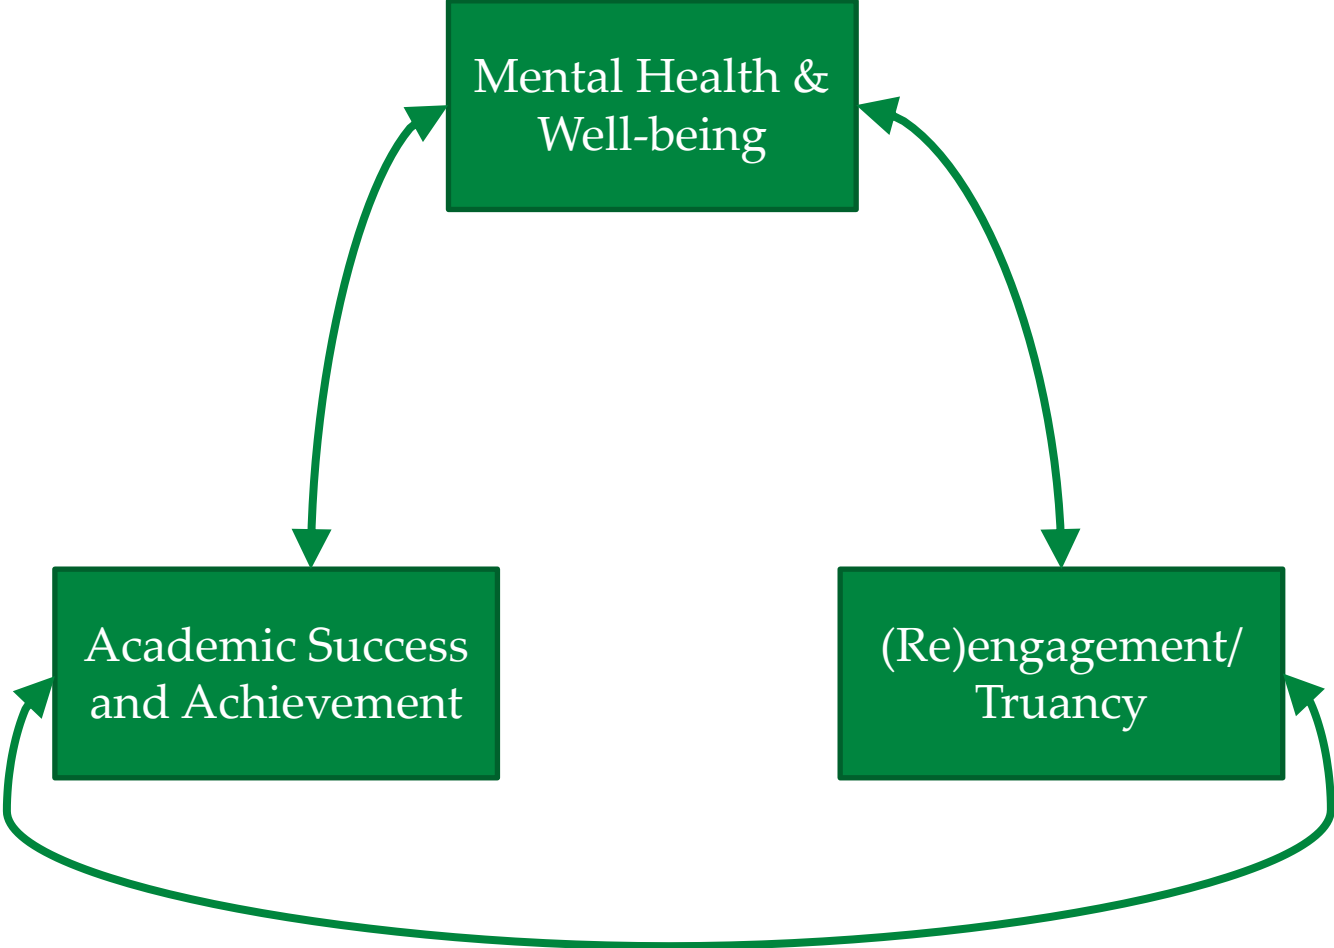 Mental Health &
Well-being
Academic Success
and Achievement
(Re)engagement/
Truancy